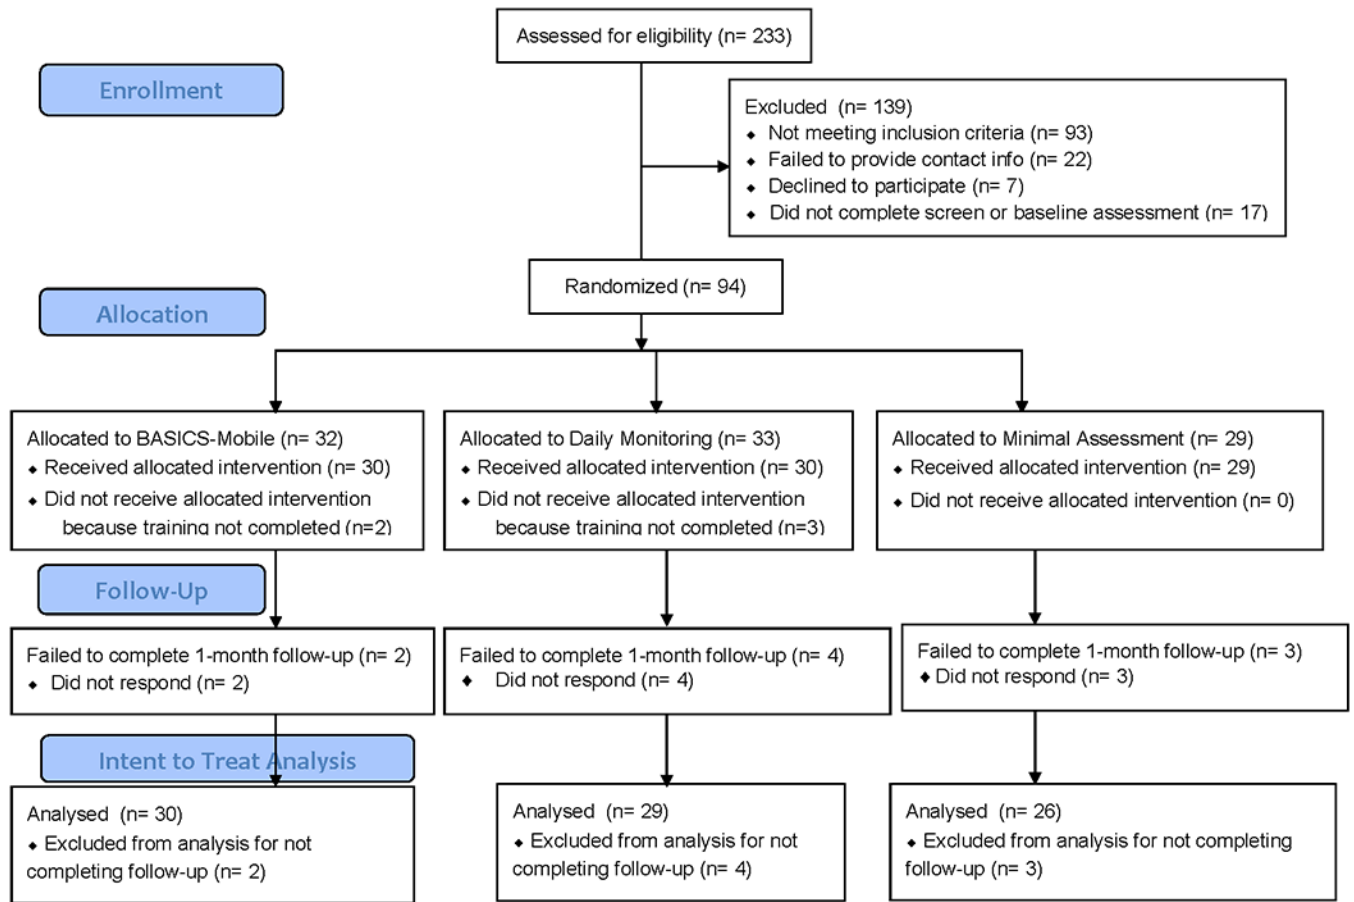 Assessed for eligibility (n= 233)
Enrollment
Excluded (n= 139)
⬥ Not meeting inclusion criteria (n= 93)
⬥ Failed to provide contact info (n= 22)
⬥ Declined to participate (n= 7)
⬥ Did not complete screen or baseline assessment (n= 17)
Randomized (n= 94)
Allocation
Allocated to BASICS-Mobile (n= 32)
⬥ Received allocated intervention (n= 30)
⬥ Did not receive allocated intervention
because training not completed (n=2)
Allocated to Daily Monitoring (n= 33)
⬥ Received allocated intervention (n= 30)
⬥ Did not receive allocated intervention
because training not completed (n=3)
Allocated to Minimal Assessment (n= 29)
⬥ Received allocated intervention (n= 29)
⬥ Did not receive allocated intervention (n= 0)
Follow-Up
Failed to complete 1-month follow-up (n= 2)
⬥ Did not respond (n= 2)
Failed to complete 1-month follow-up (n= 4)
⬥ Did not respond (n= 4)
Failed to complete 1-month follow-up (n= 3)
⬥ Did not respond (n= 3)
Intent to Treat Analysis
Analysed (n= 30)
⬥ Excluded from analysis for not
completing follow-up (n= 2)
Analysed (n= 29)
⬥ Excluded from analysis for not
completing follow-up (n= 4)
Analysed (n= 26)
⬥ Excluded from analysis for not completing
follow-up (n= 3)